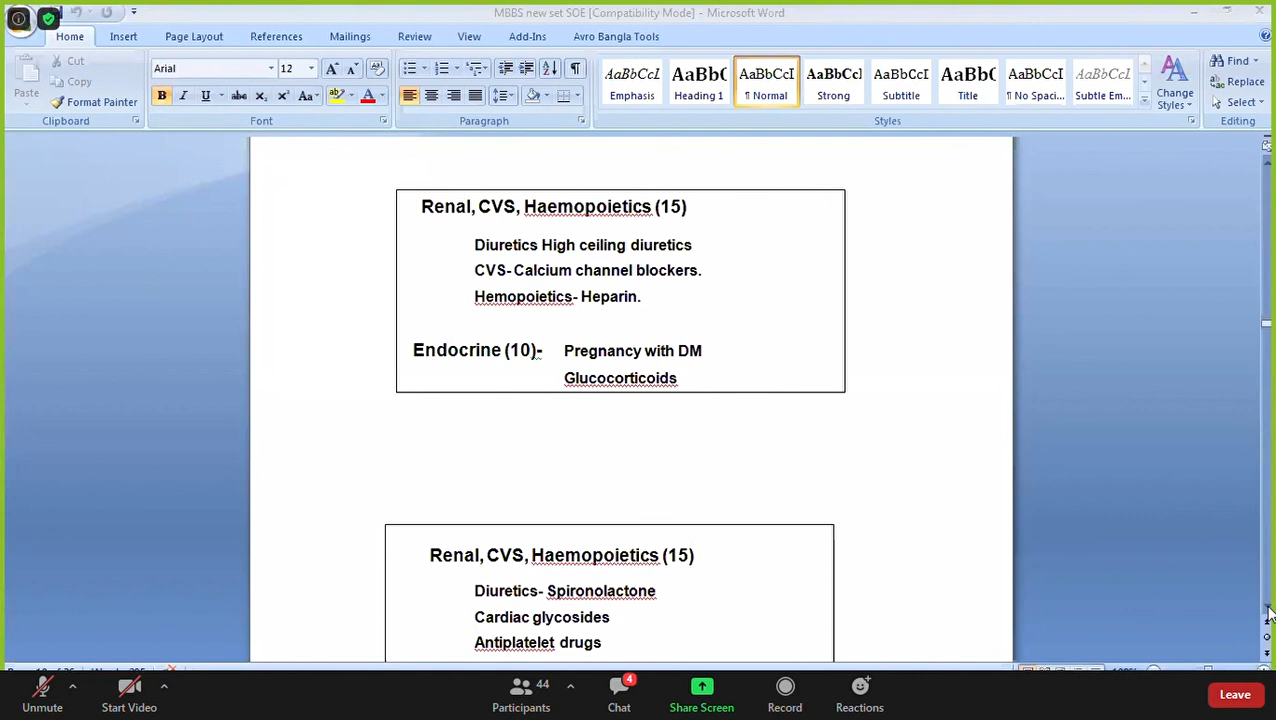 MBBS new set SOE [Compatibility Mode] - Microsoft Word
Home Insert Page Layout References Mailings Review View Add-Ins Avro Bangla Tools
Cut
Copy
Paste
Format Painter
Clipboard
Arial 12
Font
Paragraph
AaBbCcI AaBbC AaBbCcI AaBbCcI AaBbCcI AaBbC AaBbCcI AaBbCcI
Emphasis Heading 1 ¶ Normal Strong Subtitle Title ¶ No Spaci... Subtle Em...
Change Styles
Styles
Find
Replace
Select
Editing
Renal, CVS, Haemopoietics (15)
Diuretics High ceiling diuretics
CVS- Calcium channel blockers.
Hemopoietics- Heparin.
Endocrine (10)- Pregnancy with DM
Glucocorticoids
Renal, CVS, Haemopoietics (15)
Diuretics- Spironolactone
Cardiac glycosides
Antiplatelet drugs
Unmute Start Video Participants 44 Chat 4 Share Screen Record Reactions Leave